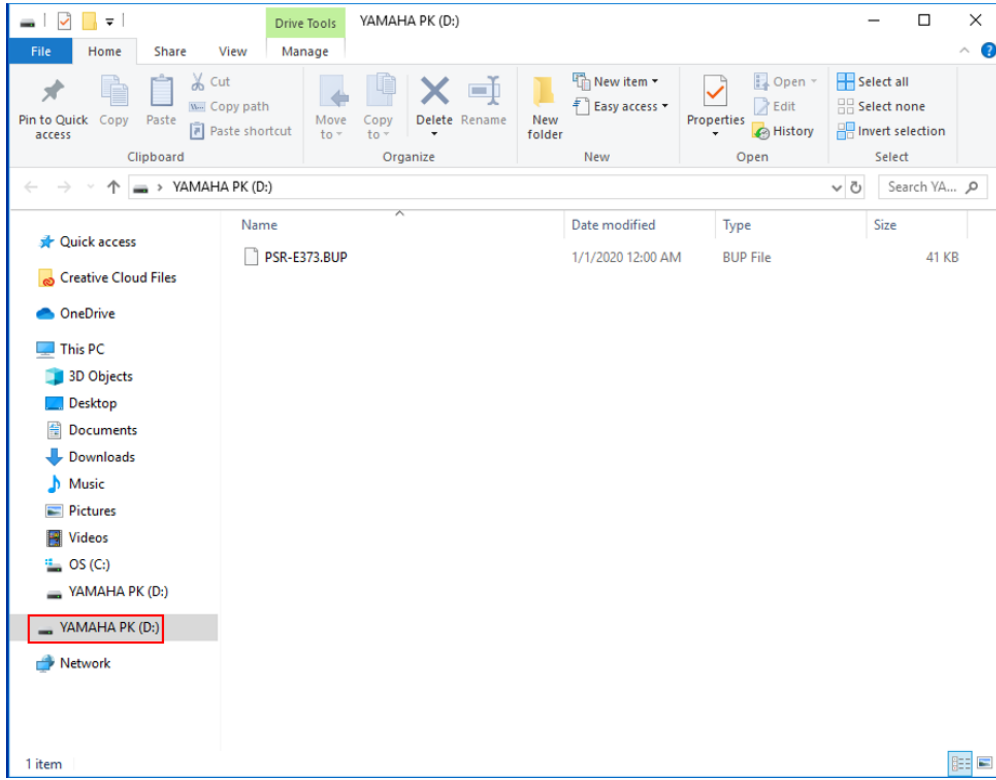 Drive Tools YAMAHA PK (D:)
File Home Share View Manage
Pin to Quick access
Copy
Paste
Cut
Copy path
Paste shortcut
Clipboard
Move to
Copy to
Delete
Rename
Organize
New folder
New item
Easy access
New
Properties
Open
Edit
History
Open
Select all
Select none
Invert selection
Select
YAMAHA PK (D:)
Search YA...
Name Date modified Type Size
PSR-E373.BUP 1/1/2020 12:00 AM BUP File 41 KB
Quick access
Creative Cloud Files
OneDrive
This PC
3D Objects
Desktop
Documents
Downloads
Music
Pictures
Videos
OS (C:)
YAMAHA PK (D:)
YAMAHA PK (D:)
Network
1 item